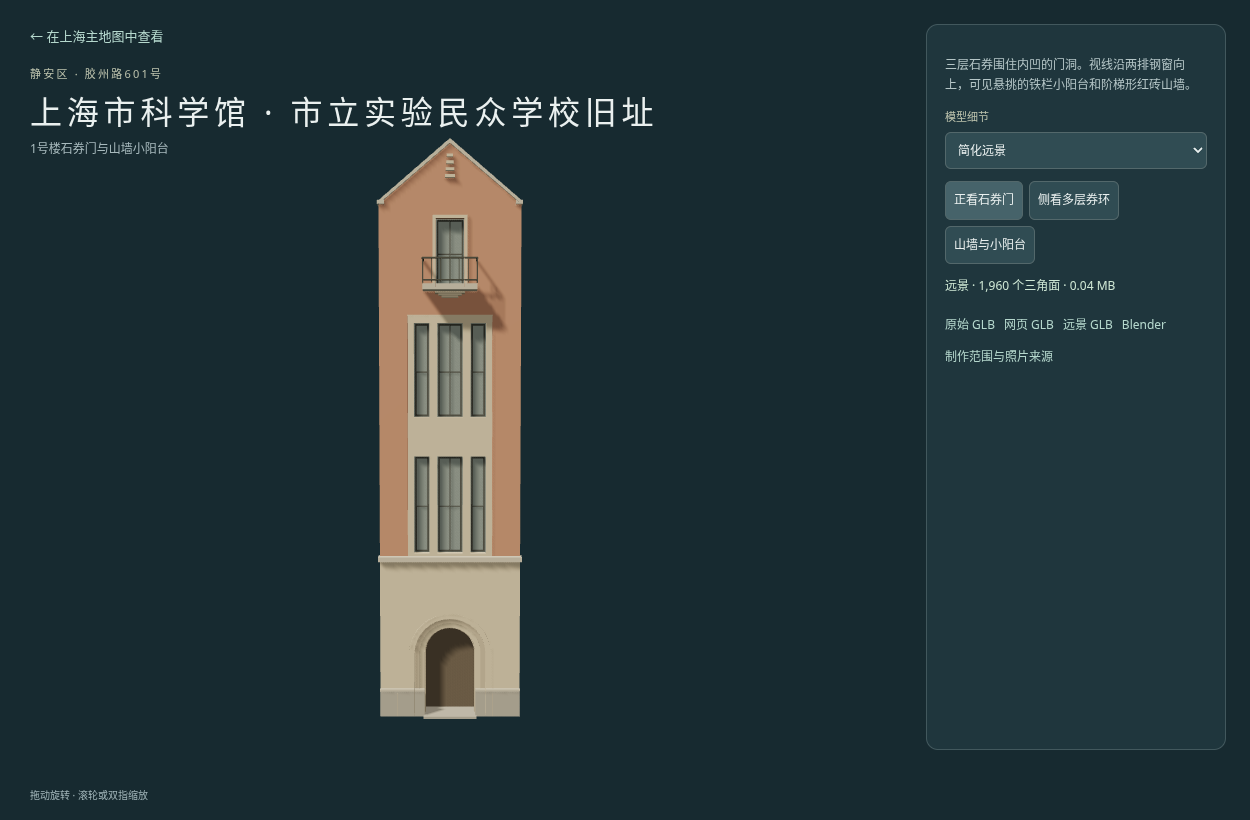 ← 在上海主地图中查看
静安区 · 胶州路601号
上海市科学馆 · 市立实验民众学校旧址
1号楼石券门与山墙小阳台
三层石券围住内凹的门洞。视线沿两排钢窗向
上，可见悬挑的铁栏小阳台和阶梯形红砖山墙。
模型细节
简化远景
正看石券门 侧看多层券环
山墙与小阳台
远景 · 1,960 个三角面 · 0.04 MB
原始 GLB 网页 GLB 远景 GLB Blender
制作范围与照片来源
拖动旋转 · 滚轮或双指缩放